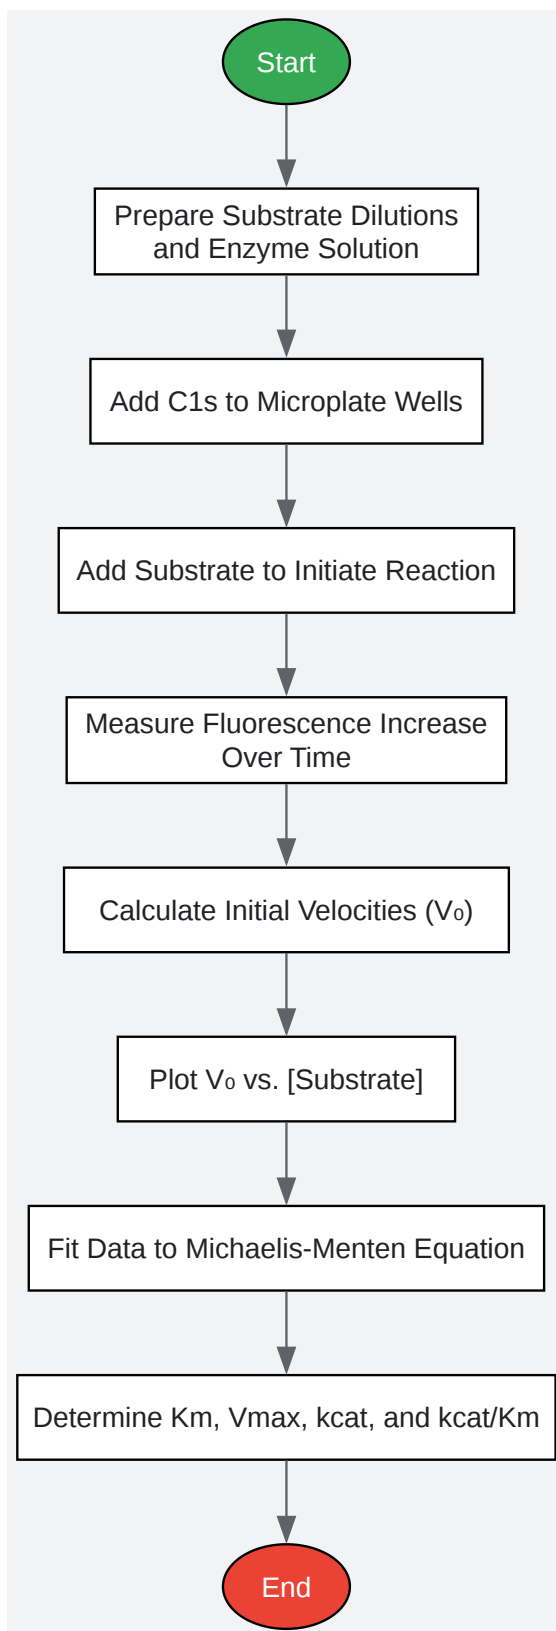 Start
Prepare Substrate Dilutions
and Enzyme Solution
Add C1s to Microplate Wells
Add Substrate to Initiate Reaction
Measure Fluorescence Increase
Over Time
Calculate Initial Velocities (V₀)
Plot V₀ vs. [Substrate]
Fit Data to Michaelis-Menten Equation
Determine Km, Vmax, kcat, and kcat/Km
End